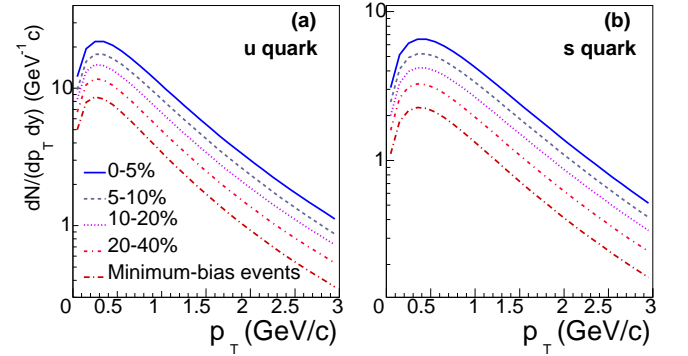 dN/(dp_T dy) (GeV^-1 c)
(a)
u quark
10
1
0-5%
5-10%
10-20%
20-40%
Minimum-bias events
0 0.5 1 1.5 2 2.5 3
p_T (GeV/c)
(b)
s quark
10
1
0 0.5 1 1.5 2 2.5 3
p_T (GeV/c)